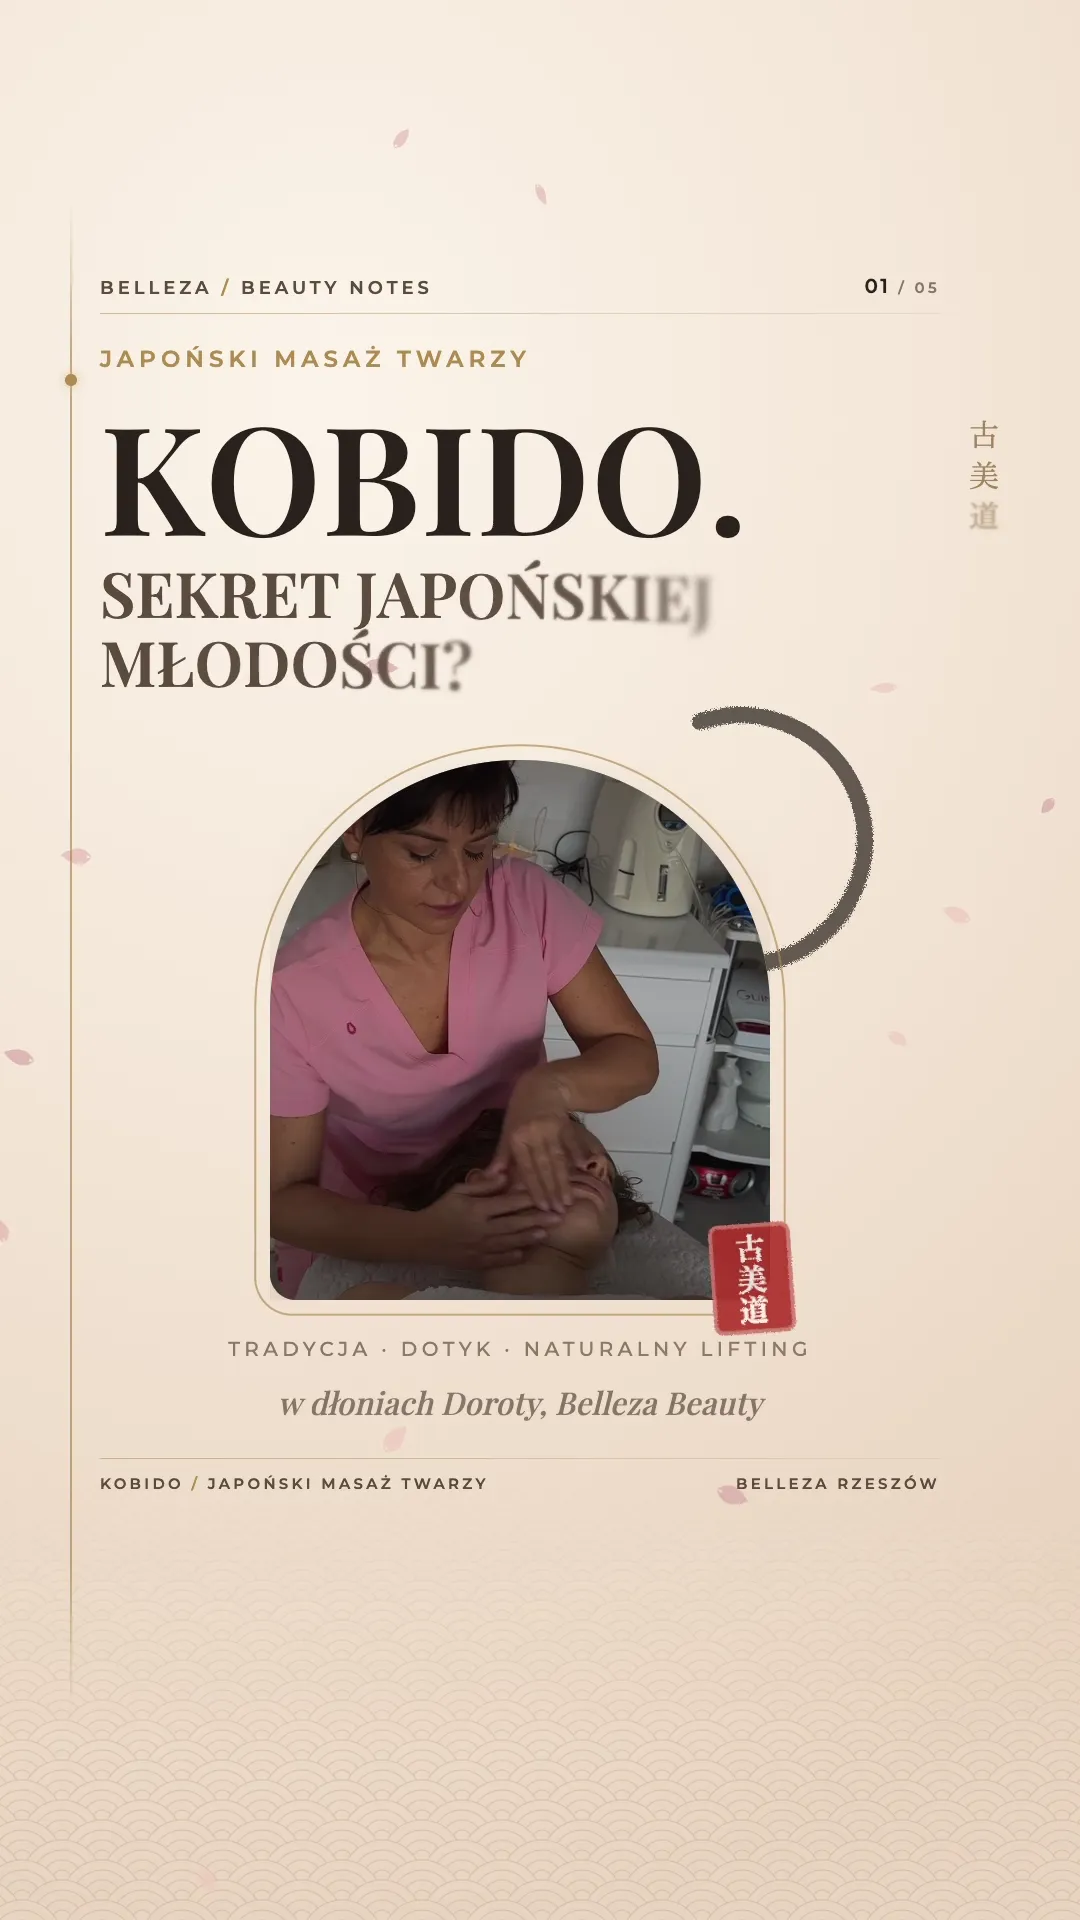 BELLEZA / BEAUTY NOTES
01 / 05
JAPOŃSKI MASAŻ TWARZY
KOBIDO.
SEKRET JAPOŃSKIEJ
MŁODOŚCI?
古美道
古美道
TRADYCJA · DOTYK · NATURALNY LIFTING
w dłoniach Doroty, Belleza Beauty
KOBIDO / JAPOŃSKI MASAŻ TWARZY
BELLEZA RZESZÓW